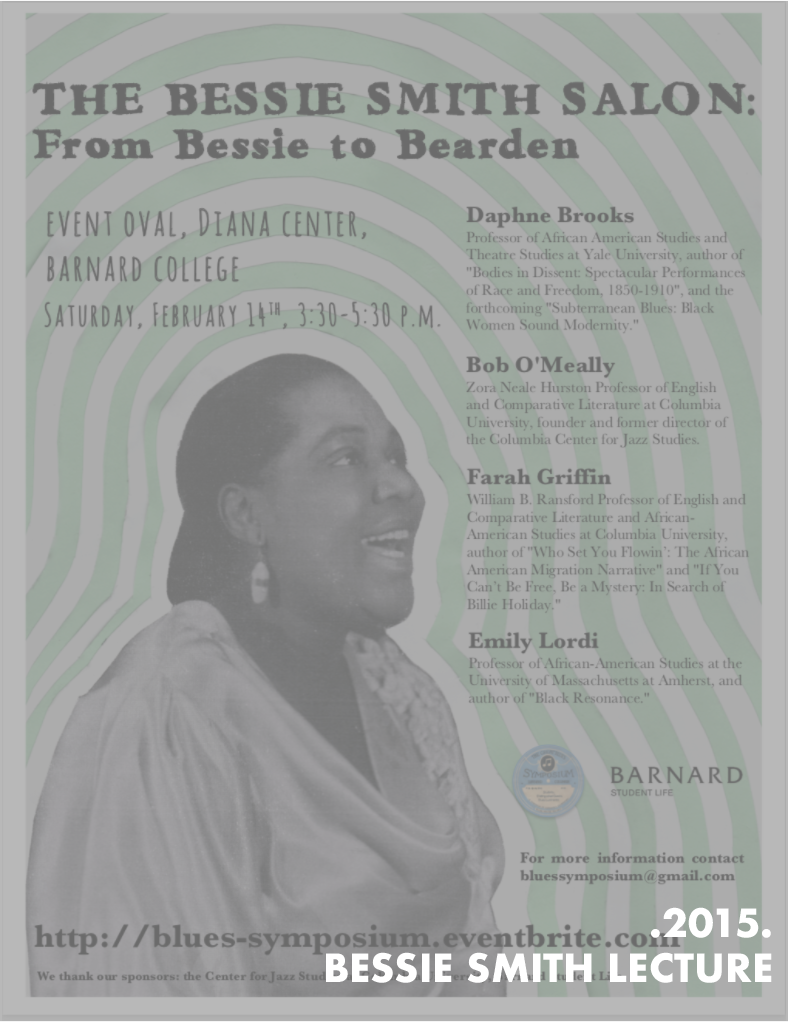 THE BESSIE SMITH SALON:
From Bessie to Bearden
EVENT OVAL, DIANA CENTER,
BARNARD COLLEGE
SATURDAY, FEBRUARY 14TH, 3:30-5:30 P.M.
Daphne Brooks
Professor of African American Studies and
Theatre Studies at Yale University, author of
"Bodies in Dissent: Spectacular Performances
of Race and Freedom, 1850-1910", and the
forthcoming "Subterranean Blues: Black
Women Sound Modernity."
Bob O'Meally
Zora Neale Hurston Professor of English
and Comparative Literature at Columbia
University, founder and former director of
the Columbia Center for Jazz Studies.
Farah Griffin
William B. Ransford Professor of English and
Comparative Literature and African-
American Studies at Columbia University,
author of "Who Set You Flowin': The African
American Migration Narrative" and "If You
Can't Be Free, Be a Mystery: In Search of
Billie Holiday."
Emily Lordi
Professor of African-American Studies at the
University of Massachusetts at Amherst, and
author of "Black Resonance."
BARNARD
STUDENT LIFE
For more information contact
bluessymposium@gmail.com
http://blues-symposium.eventbrite.com
We thank our sponsors: the Center for Jazz
.2015.
BESSIE SMITH LECTURE